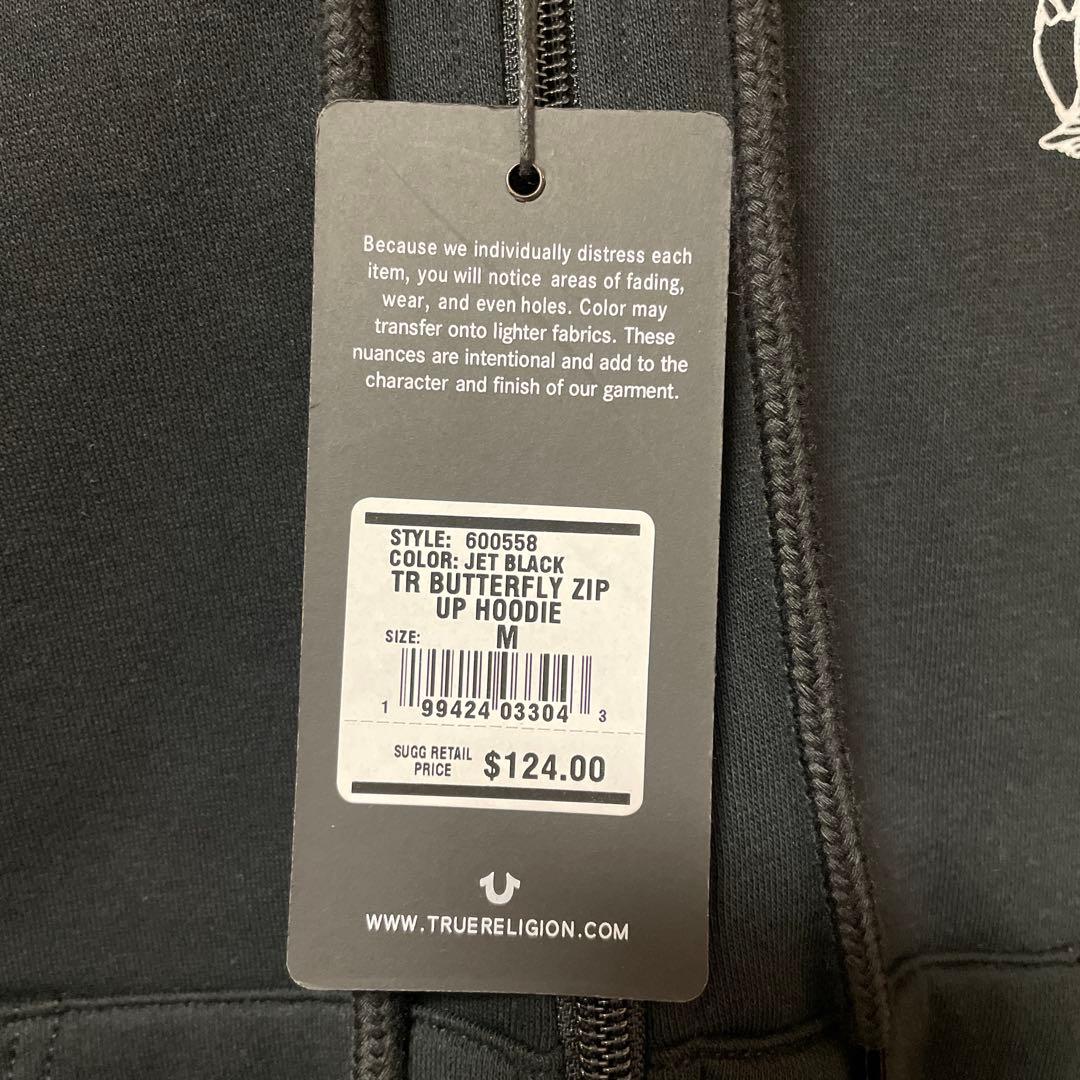 Because we individually distress each
item, you will notice areas of fading,
wear, and even holes. Color may
transfer onto lighter fabrics. These
nuances are intentional and add to the
character and finish of our garment.
STYLE: 600558
COLOR: JET BLACK
TR BUTTERFLY ZIP
UP HOODIE
SIZE: M
1 99424 03304 3
SUGG RETAIL
PRICE $124.00
WWW.TRUERELIGION.COM